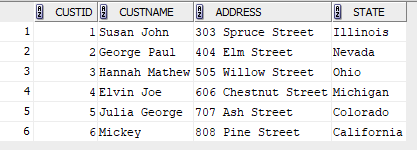 CUSTID CUSTNAME ADDRESS STATE
1 1 Susan John 303 Spruce Street Illinois
2 2 George Paul 404 Elm Street Nevada
3 3 Hannah Mathew 505 Willow Street Ohio
4 4 Elvin Joe 606 Chestnut Street Michigan
5 5 Julia George 707 Ash Street Colorado
6 6 Mickey 808 Pine Street California